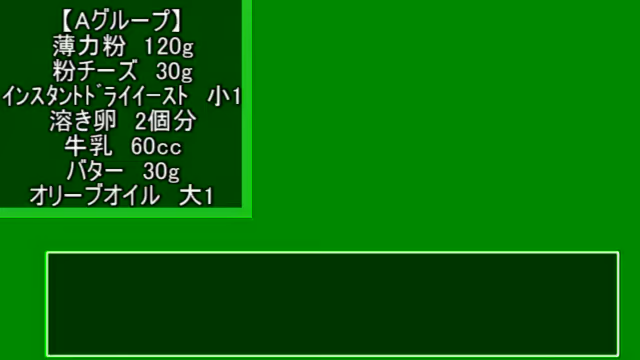 【Aグループ】
薄力粉　120g
粉チーズ　30g
ｲﾝｽﾀﾝﾄﾄﾞﾗｲｲｰｽﾄ　小1
溶き卵　2個分
牛乳　60cc
バター　30g
オリーブオイル　大1